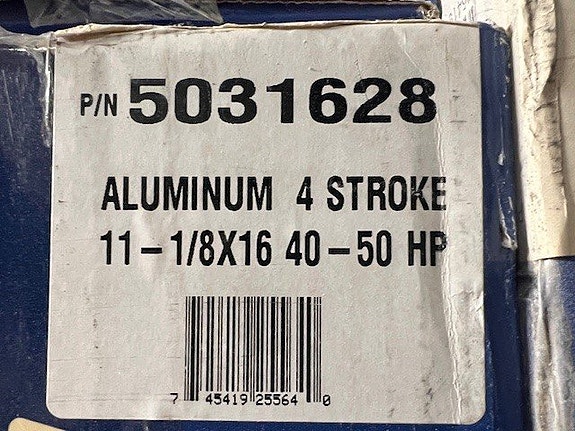 P/N 5031628
ALUMINUM 4 STROKE
11-1/8X16 40-50 HP
7 45419 25564 0